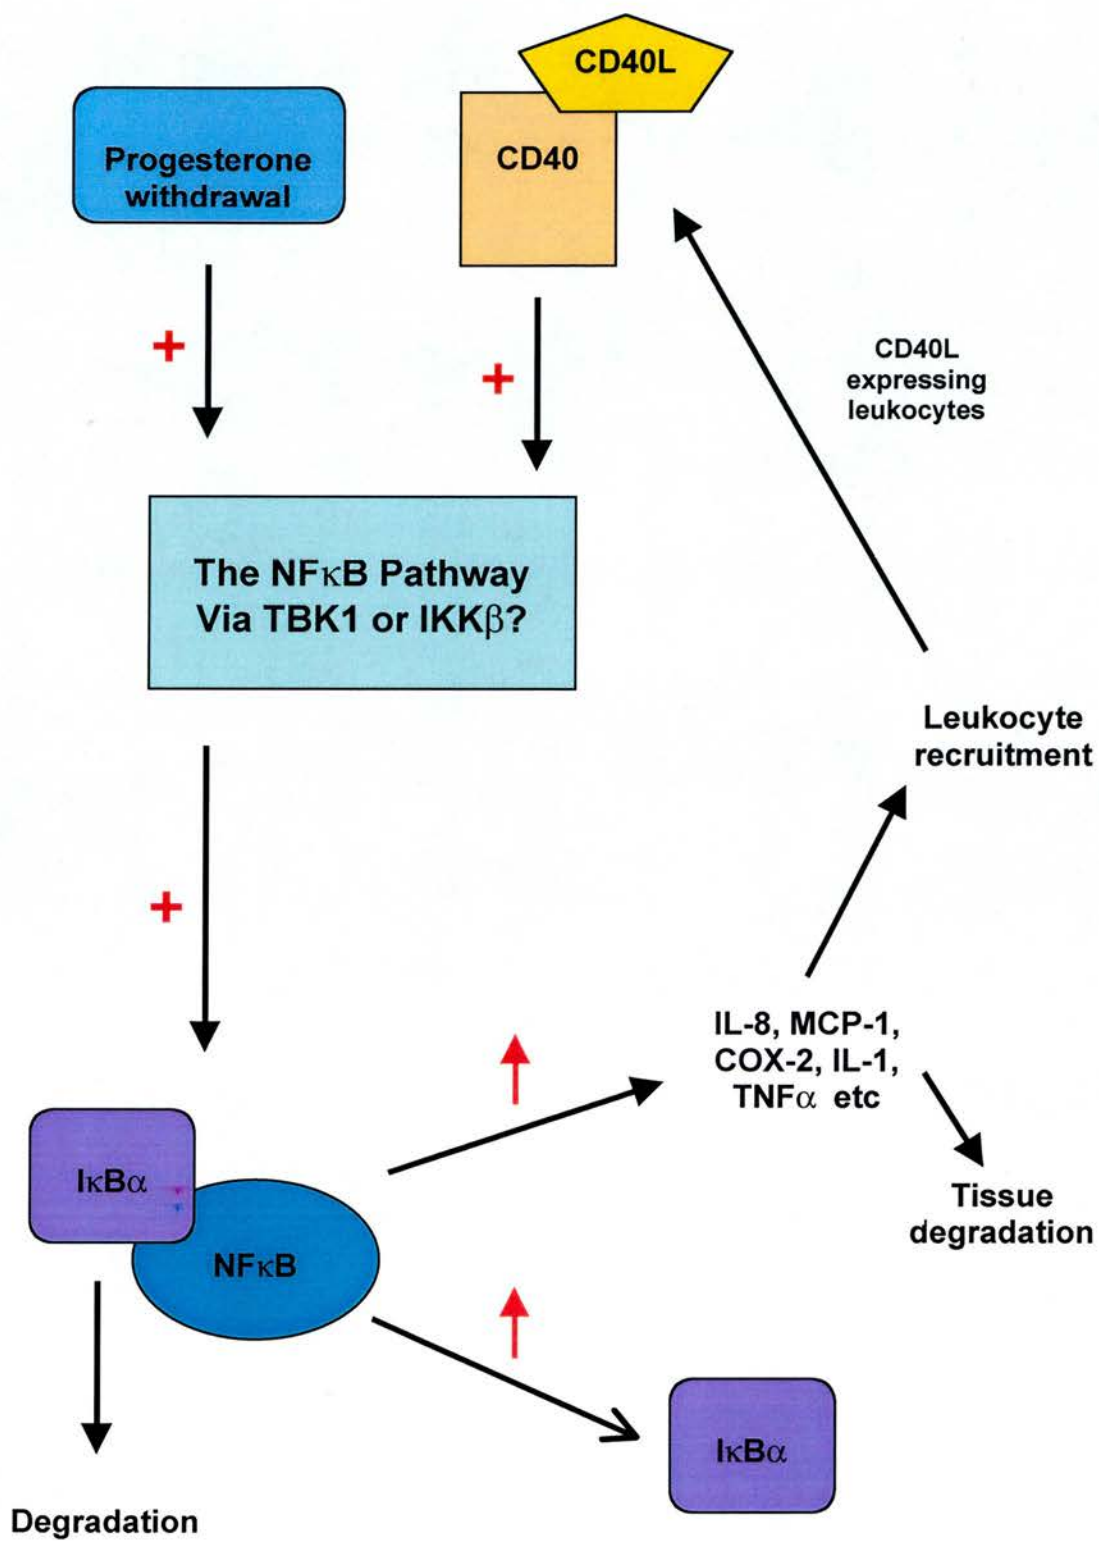 CD40L
CD40
Progesterone
withdrawal
+
+
CD40L
expressing
leukocytes
The NFκB Pathway
Via TBK1 or IKKβ?
Leukocyte
recruitment
+
IL-8, MCP-1,
COX-2, IL-1,
TNFα etc
IκBα
NFκB
Tissue
degradation
IκBα
Degradation